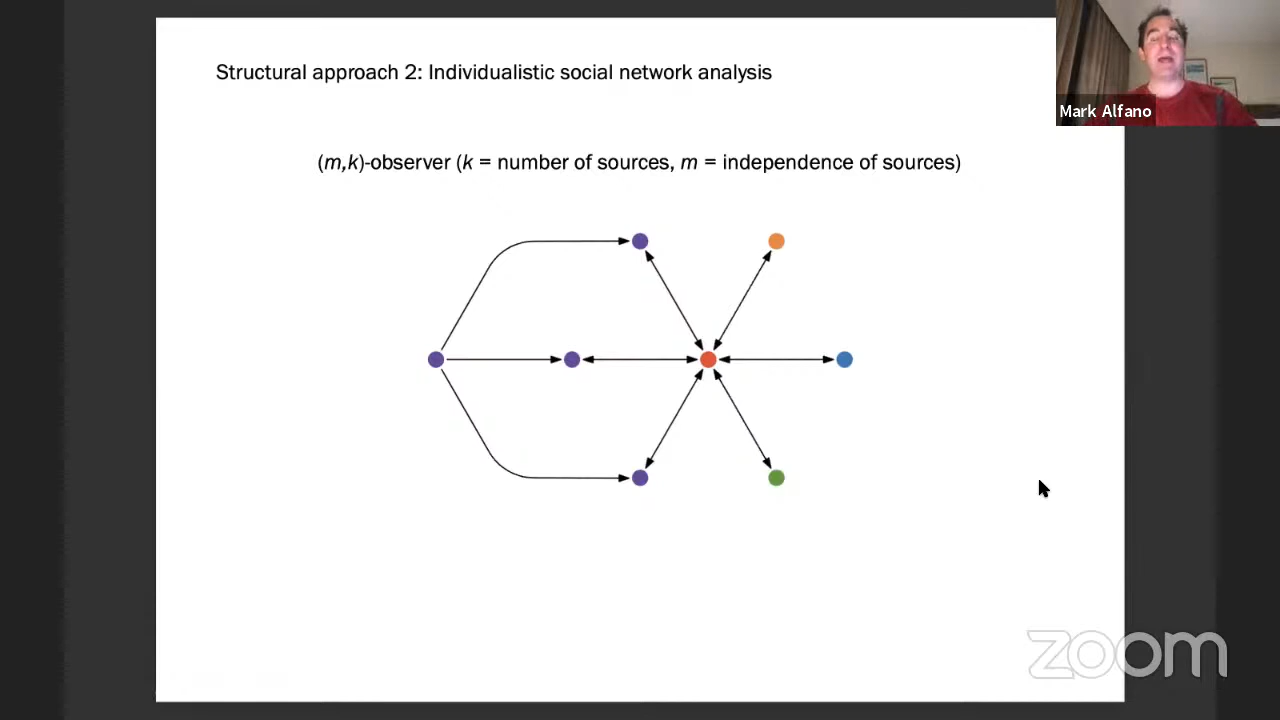 Structural approach 2: Individualistic social network analysis
Mark Alfano
(m,k)-observer (k = number of sources, m = independence of sources)
zoom